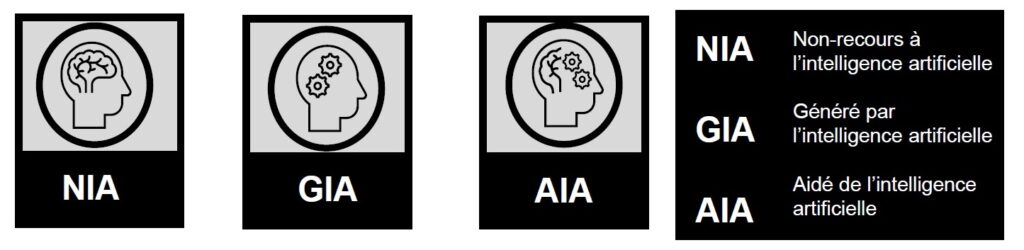 NIA
GIA
AIA
NIA
Non-recours à
l’intelligence artificielle
GIA
Généré par
l’intelligence artificielle
AIA
Aidé de l’intelligence
artificielle